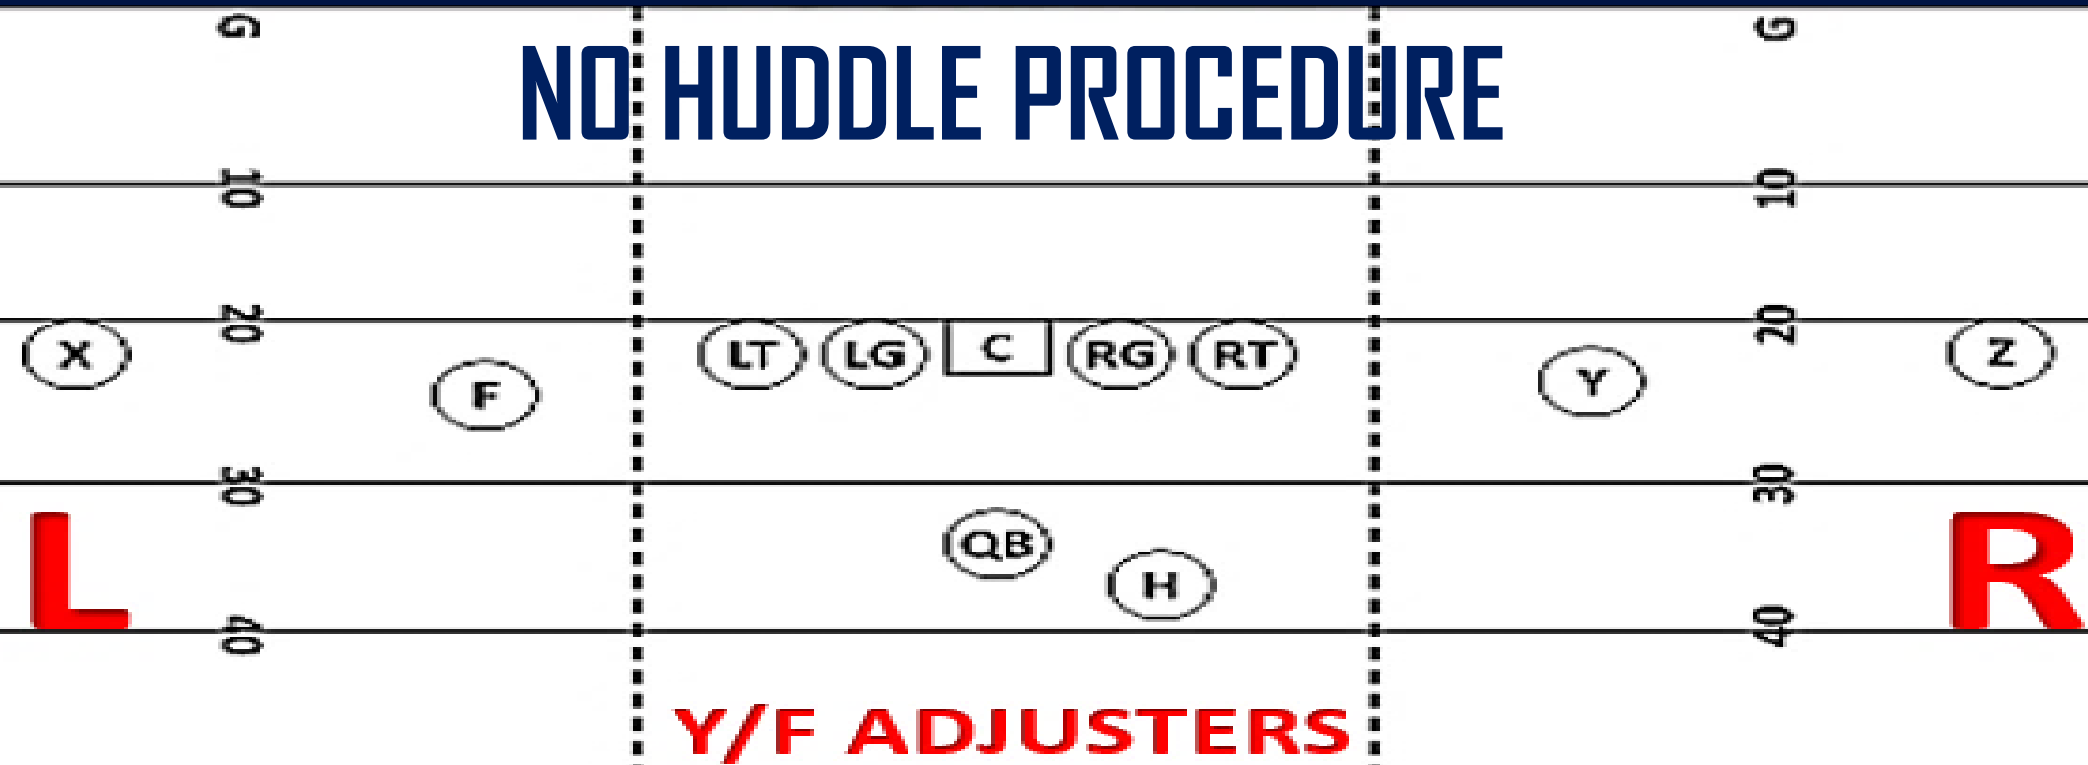 G G
NO HUDDLE PROCEDURE
10 10
20 20
X LT LG C RG RT Z
F Y
30 30
QB
L H R
40 40
Y/F ADJUSTERS